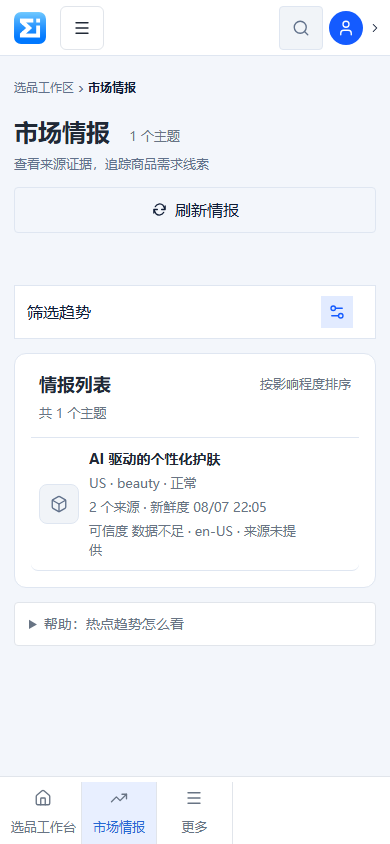 选品工作区 › 市场情报
市场情报 1 个主题
查看来源证据，追踪商品需求线索
刷新情报
筛选趋势
情报列表 按影响程度排序
共 1 个主题
AI 驱动的个性化护肤
US · beauty · 正常
2 个来源 · 新鲜度 08/07 22:05
可信度 数据不足 · en-US · 来源未提
供
▶ 帮助：热点趋势怎么看
选品工作台 市场情报 更多